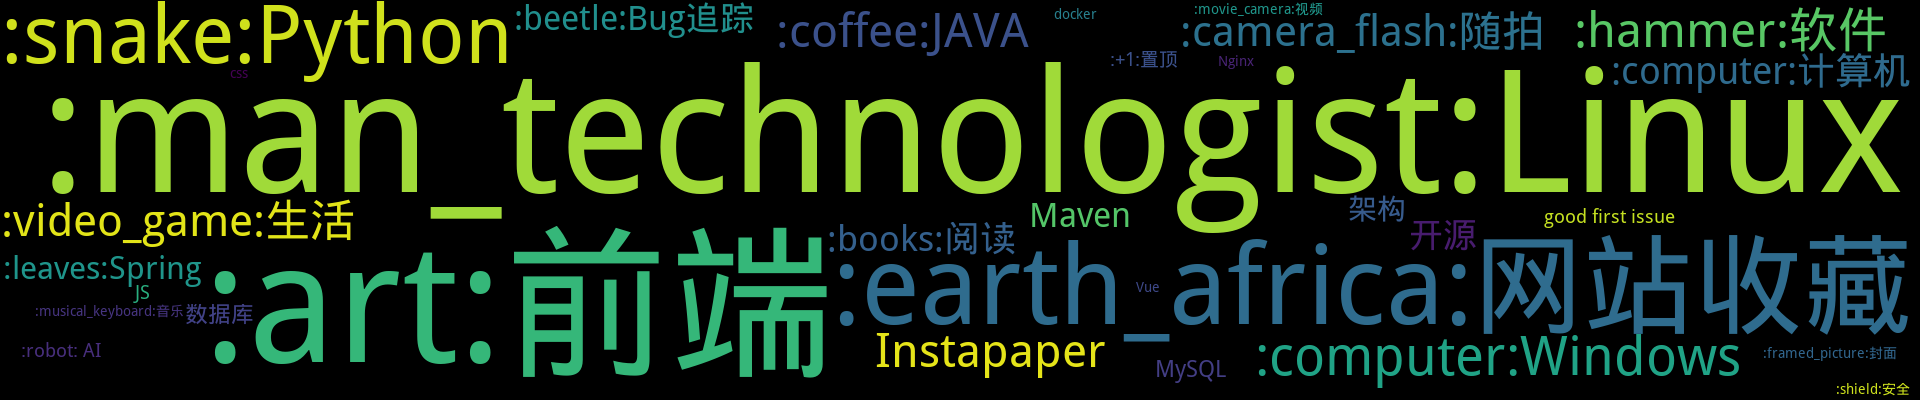 :snake:Python
:beetle:Bug追踪
:coffee:JAVA
docker
:movie_camera:视频
:camera_flash:随拍
:hammer:软件
:+1:置顶
Nginx
:computer:计算机
css
:man_technologist:Linux
:video_game:生活
Maven
架构
开源
good first issue
:books:阅读
:leaves:Spring
JS
:art:前端
:earth_africa:网站收藏
Vue
:musical_keyboard:音乐
数据库
:robot: AI
Instapaper
MySQL
:computer:Windows
:framed_picture:封面
:shield:安全